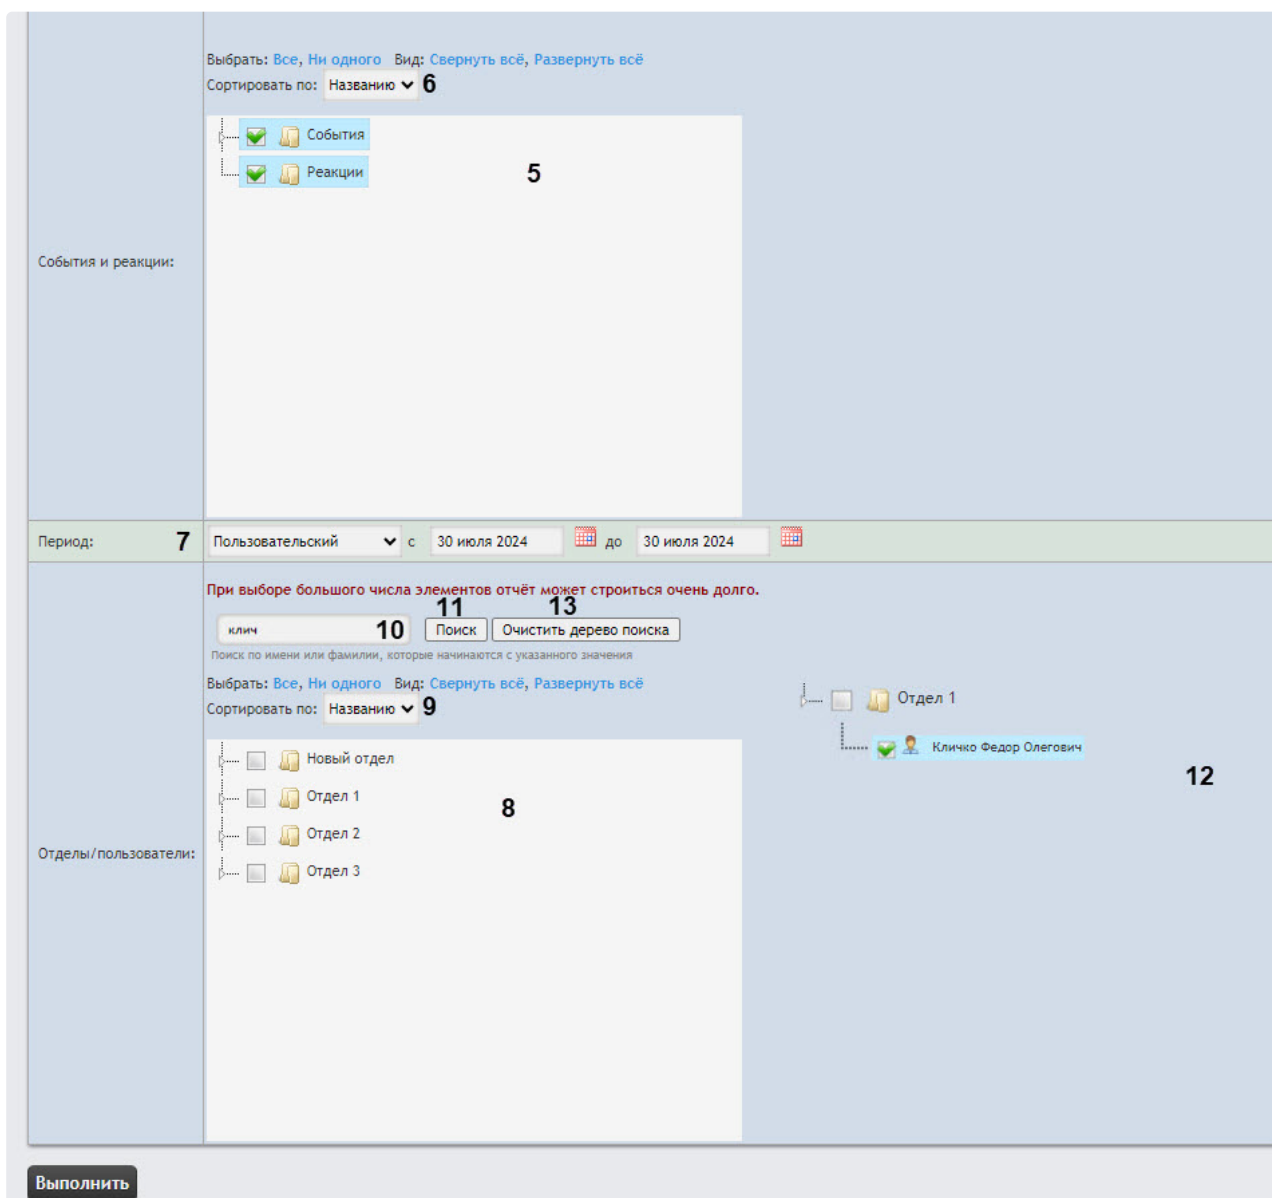 Выбрать: Все, Ни одного Вид: Свернуть всё, Развернуть всё
Сортировать по: Названию 6
События
Реакции
5
События и реакции:
Период: 7 Пользовательский с 30 июля 2024 до 30 июля 2024
При выборе большого числа элементов отчёт может строиться очень долго.
11 13
клич 10 Поиск Очистить дерево поиска
Поиск по имени или фамилии, которые начинаются с указанного значения
Выбрать: Все, Ни одного Вид: Свернуть всё, Развернуть всё
Сортировать по: Названию 9
Отдел 1
Кличко Федор Олегович
12
Новый отдел
Отдел 1
8
Отдел 2
Отделы/пользователи:
Отдел 3
Выполнить